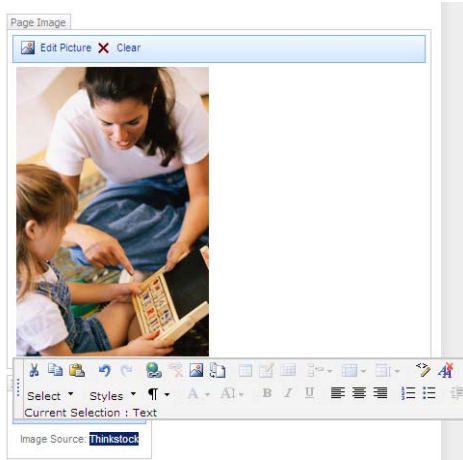 Page Image
Edit Picture Clear
Select Styles ¶ A A B I U
Current Selection : Text
Image Source: Thinkstock